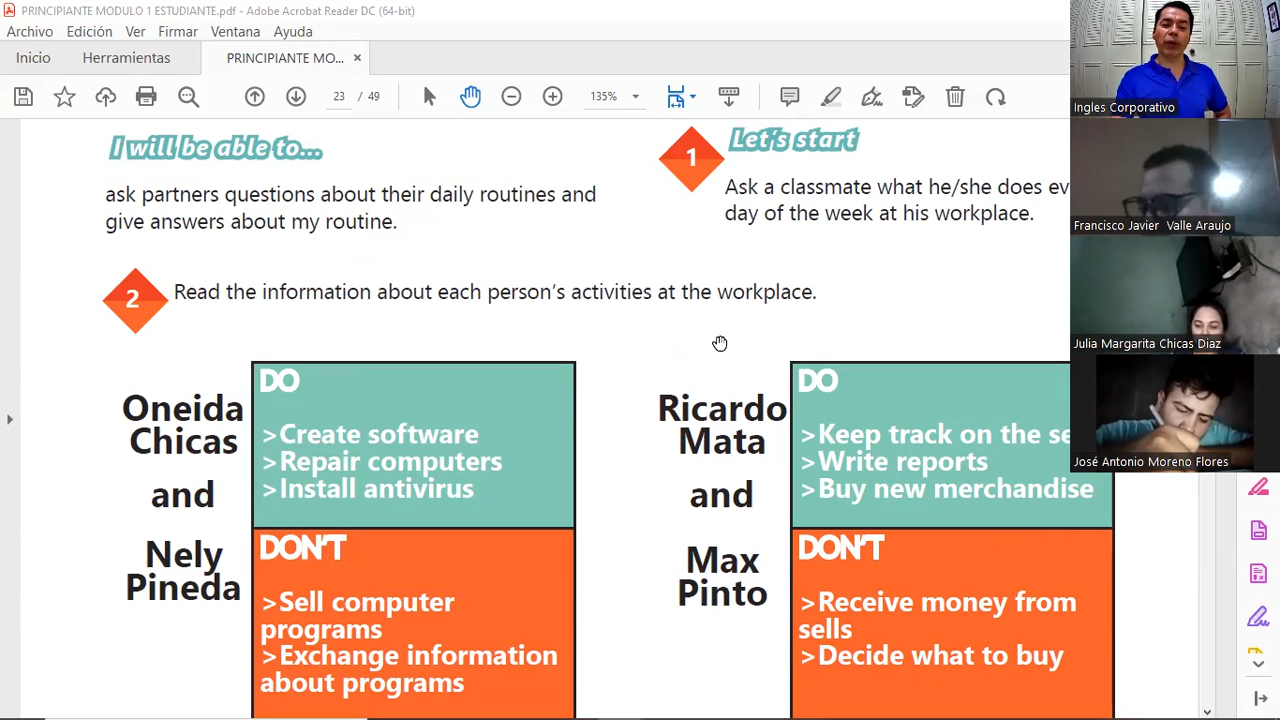 PRINCIPIANTE MODULO 1 ESTUDIANTE.pdf - Adobe Acrobat Reader DC (64-bit)
Archivo Edición Ver Firmar Ventana Ayuda
Inicio Herramientas PRINCIPIANTE MO... ×
23 / 49 135%
I will be able to...
ask partners questions about their daily routines and
give answers about my routine.
1
Let's start
Ask a classmate what he/she does
day of the week at his workplace.
2
Read the information about each person's activities at the workplace.
Oneida
Chicas
and
Nely
Pineda
DO
>Create software
>Repair computers
>Install antivirus
DON'T
>Sell computer
programs
>Exchange information
about programs
Ricardo
Mata
and
Max
Pinto
DO
>Keep track on the
>Write reports
>Buy new merchandise
DON'T
>Receive money from
sells
>Decide what to buy
Ingles Corporativo
Francisco Javier Valle Araujo
Julia Margarita Chicas Diaz
José Antonio Moreno Flores